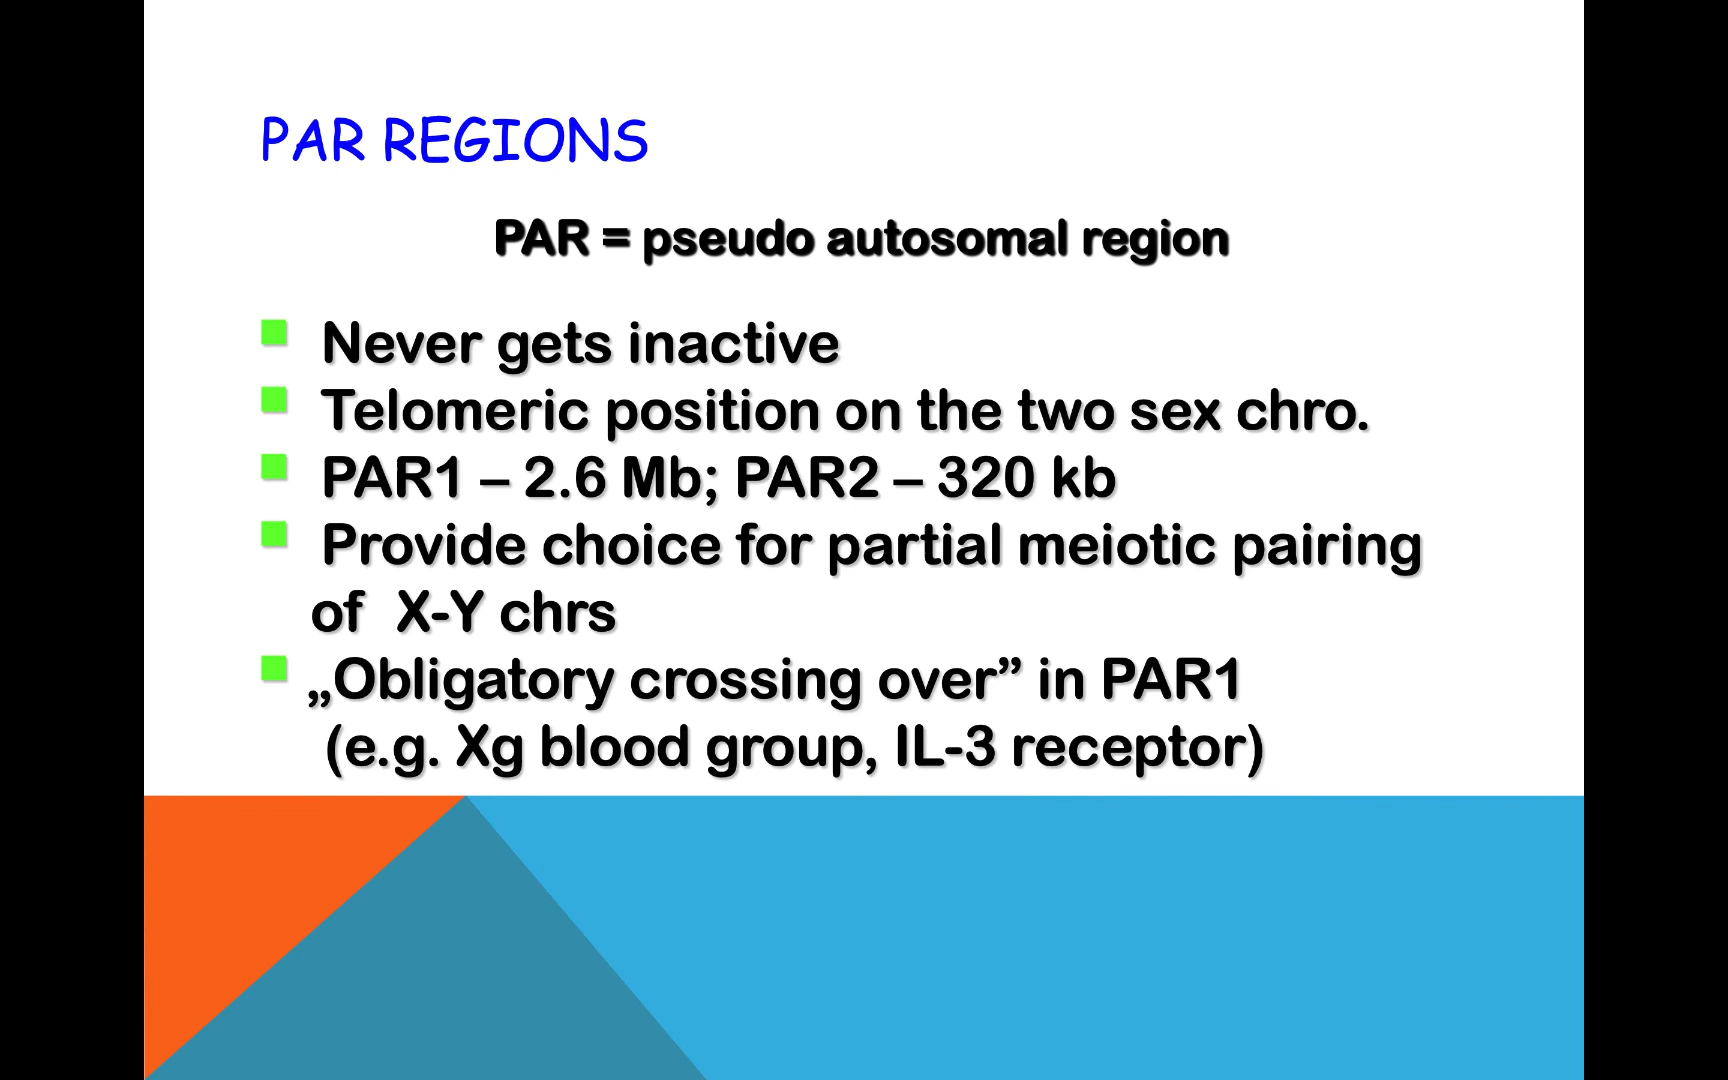 PAR REGIONS
PAR = pseudo autosomal region
Never gets inactive
Telomeric position on the two sex chro.
PAR1 – 2.6 Mb; PAR2 – 320 kb
Provide choice for partial meiotic pairing
of X-Y chrs
„Obligatory crossing over” in PAR1
(e.g. Xg blood group, IL-3 receptor)